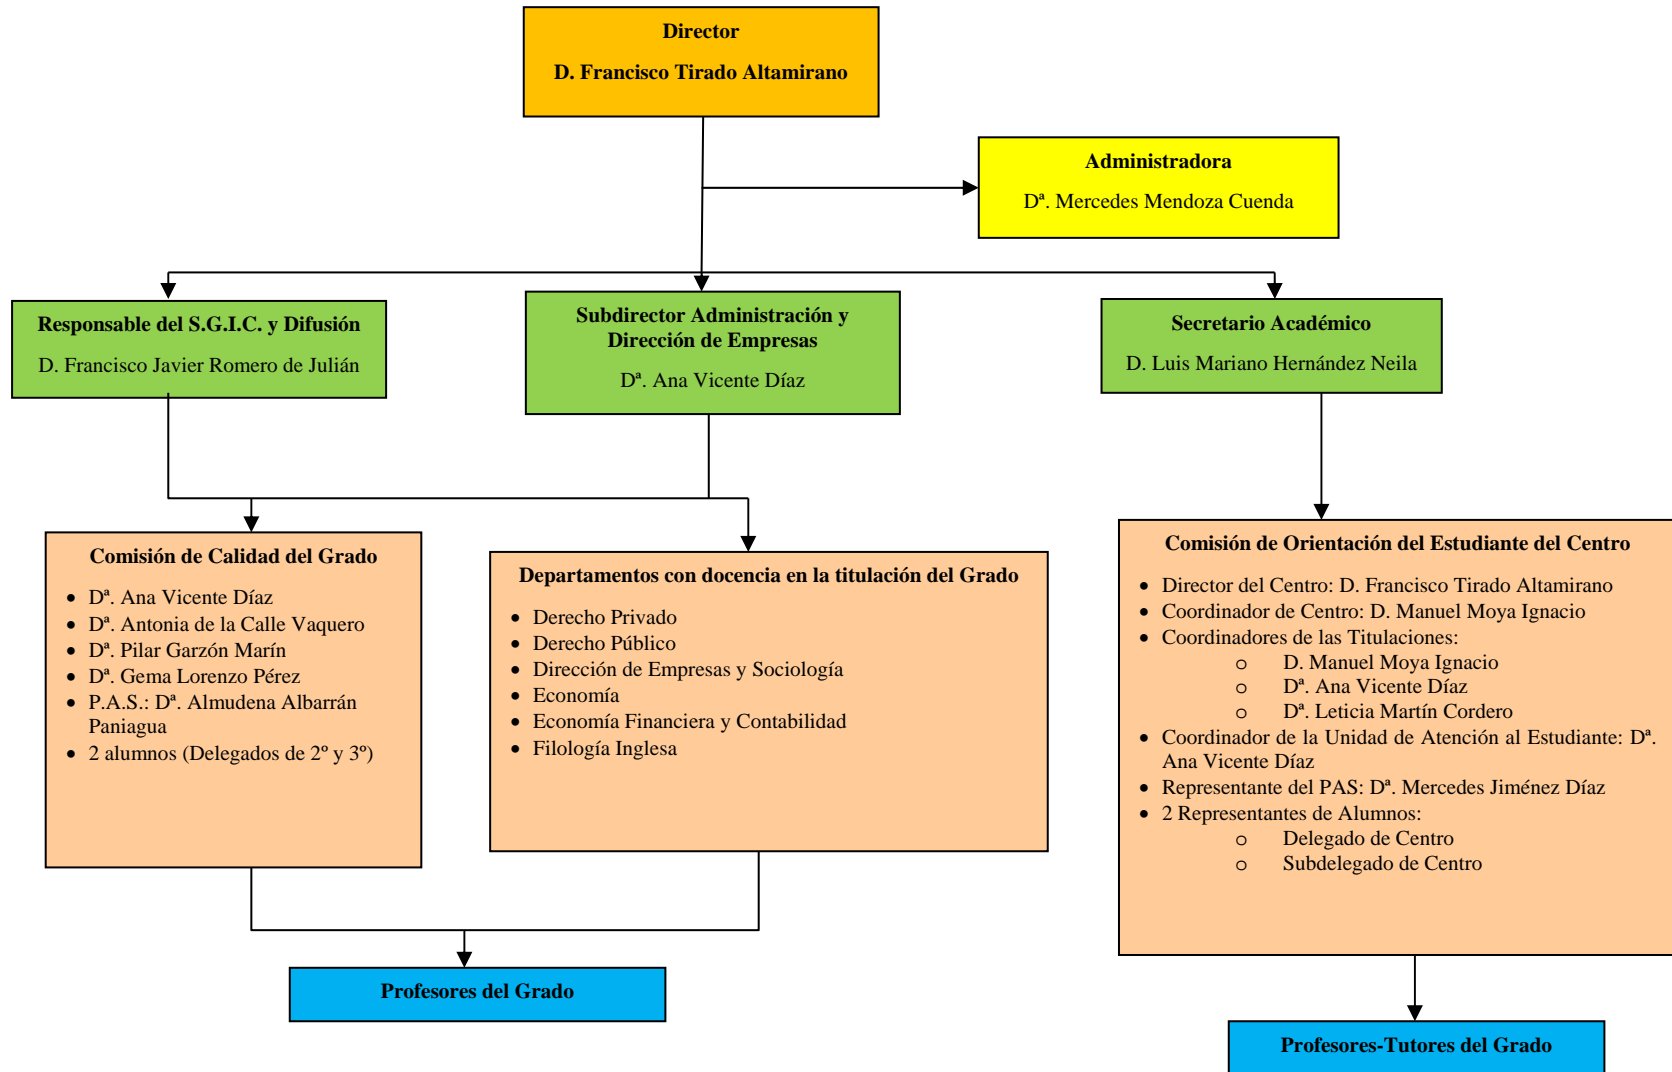 Director
D. Francisco Tirado Altamirano
Administradora
Dª. Mercedes Mendoza Cuenda
Responsable del S.G.I.C. y Difusión
D. Francisco Javier Romero de Julián
Subdirector Administración y
Dirección de Empresas
Dª. Ana Vicente Díaz
Secretario Académico
D. Luis Mariano Hernández Neila
Comisión de Calidad del Grado
• Dª. Ana Vicente Díaz
• Dª. Antonia de la Calle Vaquero
• Dª. Pilar Garzón Marín
• Dª. Gema Lorenzo Pérez
• P.A.S.: Dª. Almudena Albarrán
Paniagua
• 2 alumnos (Delegados de 2º y 3º)
Departamentos con docencia en la titulación del Grado
• Derecho Privado
• Derecho Público
• Dirección de Empresas y Sociología
• Economía
• Economía Financiera y Contabilidad
• Filología Inglesa
Comisión de Orientación del Estudiante del Centro
• Director del Centro: D. Francisco Tirado Altamirano
• Coordinador de Centro: D. Manuel Moya Ignacio
• Coordinadores de las Titulaciones:
o D. Manuel Moya Ignacio
o Dª. Ana Vicente Díaz
o Dª. Leticia Martín Cordero
• Coordinador de la Unidad de Atención al Estudiante: Dª.
Ana Vicente Díaz
• Representante del PAS: Dª. Mercedes Jiménez Díaz
• 2 Representantes de Alumnos:
o Delegado de Centro
o Subdelegado de Centro
Profesores del Grado
Profesores-Tutores del Grado